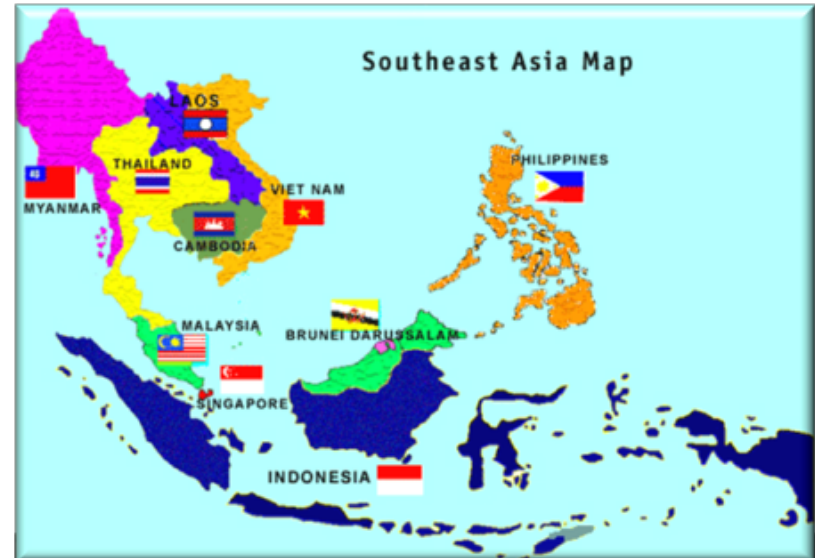 Southeast Asia Map
LAOS
THAILAND
PHILIPPINES
VIET NAM
MYANMAR
CAMBODIA
MALAYSIA
BRUNEI DARUSSALAM
SINGAPORE
INDONESIA